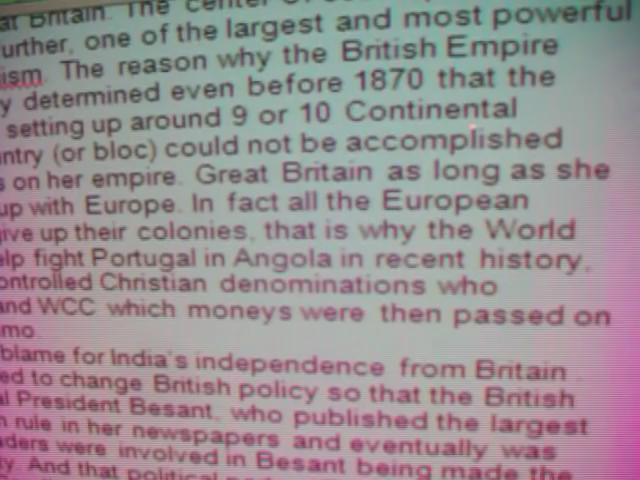 at Britain. The center of
further, one of the largest and most powerful
ism. The reason why the British Empire
y determined even before 1870 that the
setting up around 9 or 10 Continental
ntry (or bloc) could not be accomplished
s on her empire. Great Britain as long as she
up with Europe. In fact all the European
ive up their colonies, that is why the World
elp fight Portugal in Angola in recent history,
ontrolled Christian denominations who
and WCC which moneys were then passed on
mo.
blame for India's independence from Britain
ed to change British policy so that the British
al President Besant, who published the largest
n rule in her newspapers and eventually was
ders were involved in Besant being made the
ly. And that political